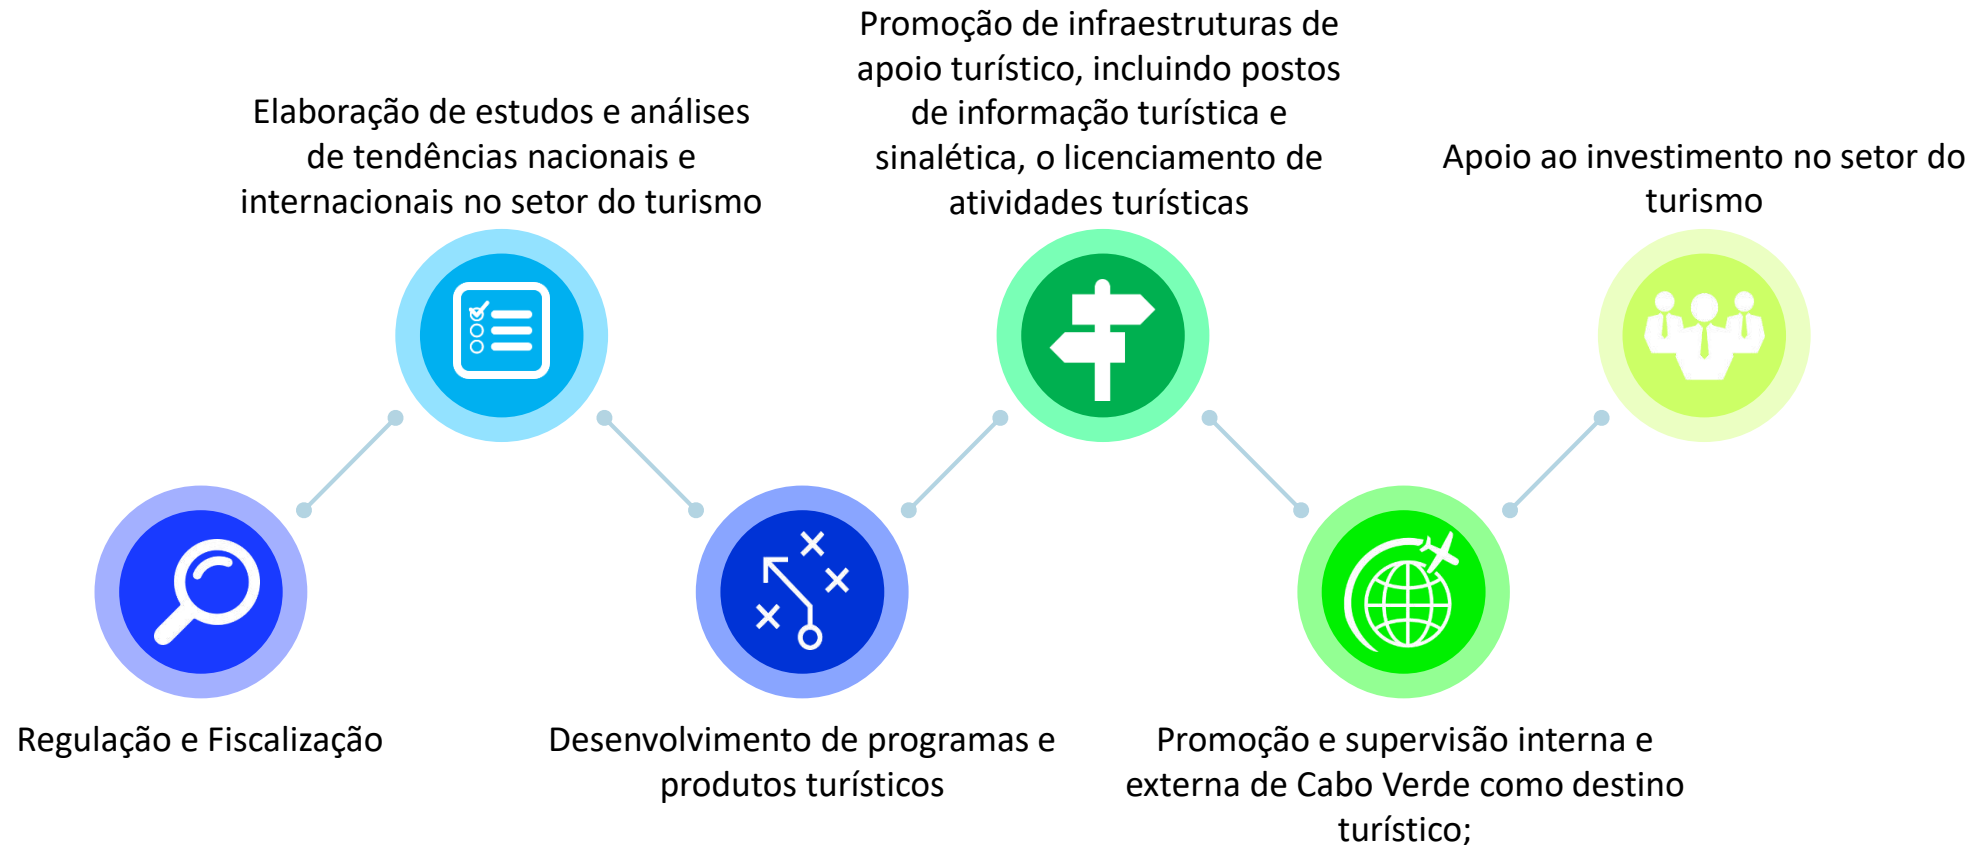 Promoção de infraestruturas de
apoio turístico, incluindo postos
de informação turística e
sinalética, o licenciamento de
atividades turísticas
Elaboração de estudos e análises
de tendências nacionais e
internacionais no setor do turismo
Apoio ao investimento no setor do
turismo
Regulação e Fiscalização
Desenvolvimento de programas e
produtos turísticos
Promoção e supervisão interna e
externa de Cabo Verde como destino
turístico;